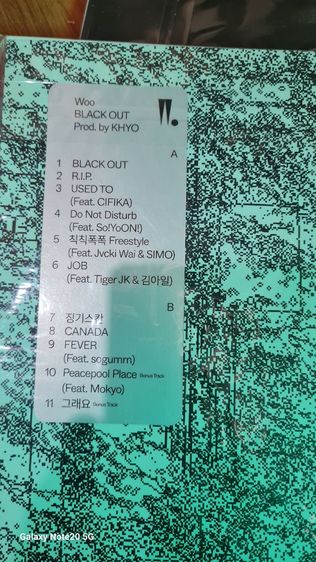 Woo
BLACK OUT
Prod. by KHYO
A
1 BLACK OUT
2 R.I.P.
3 USED TO
(Feat. CIFIKA)
4 Do Not Disturb
(Feat. So!YoON!)
5 칙칙폭폭 Freestyle
(Feat. Jvcki Wai & SIMO)
6 JOB
(Feat. Tiger JK & 김아일)
B
7 징기스칸
8 CANADA
9 FEVER
(Feat. sogumm)
10 Peacepool Place Bonus Track
(Feat. Mokyo)
11 그래요 Bonus Track
Galaxy Note20 5G